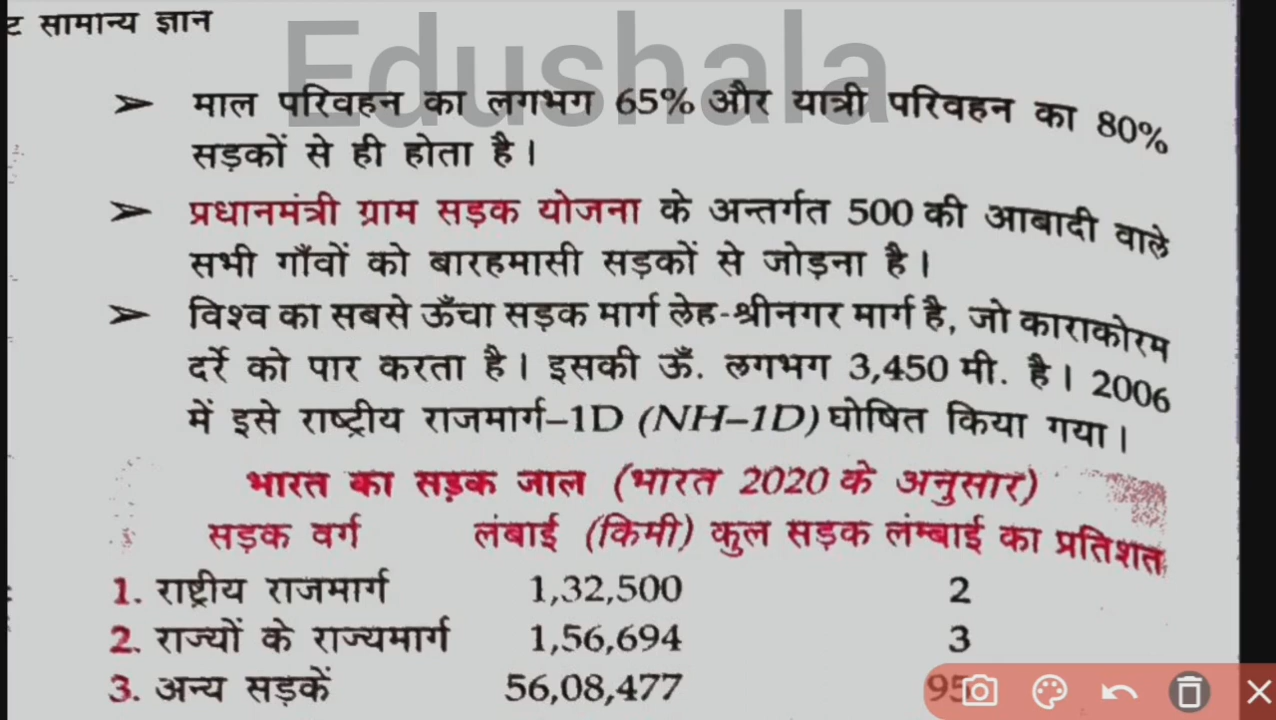 ट सामान्य ज्ञान
Edushala
➢ माल परिवहन का लगभग 65% और यात्री परिवहन का 80%
सड़कों से ही होता है।
➢ प्रधानमंत्री ग्राम सड़क योजना के अन्तर्गत 500 की आबादी वाले
सभी गाँवों को बारहमासी सड़कों से जोड़ना है।
➢ विश्व का सबसे ऊँचा सड़क मार्ग लेह-श्रीनगर मार्ग है, जो काराकोरम
दर्रे को पार करता है। इसकी ऊँ. लगभग 3,450 मी. है। 2006
में इसे राष्ट्रीय राजमार्ग–1D (NH–1D) घोषित किया गया।
भारत का सड़क जाल (भारत 2020 के अनुसार)
सड़क वर्ग लंबाई (किमी) कुल सड़क लंम्बाई का प्रतिशत
1. राष्ट्रीय राजमार्ग 1,32,500 2
2. राज्यों के राज्यमार्ग 1,56,694 3
3. अन्य सड़कें 56,08,477 95